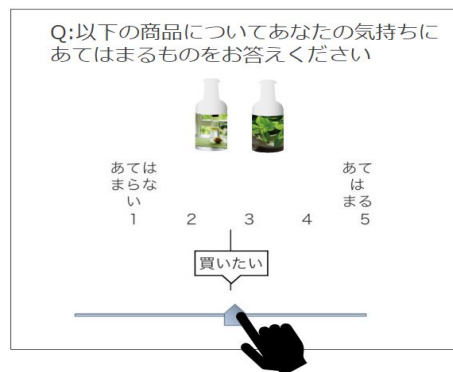 Q:以下の商品についてあなたの気持ちに
あてはまるものをお答えください
あては
まらな
い
1
2
3
4
あて
は
まる
5
買いたい